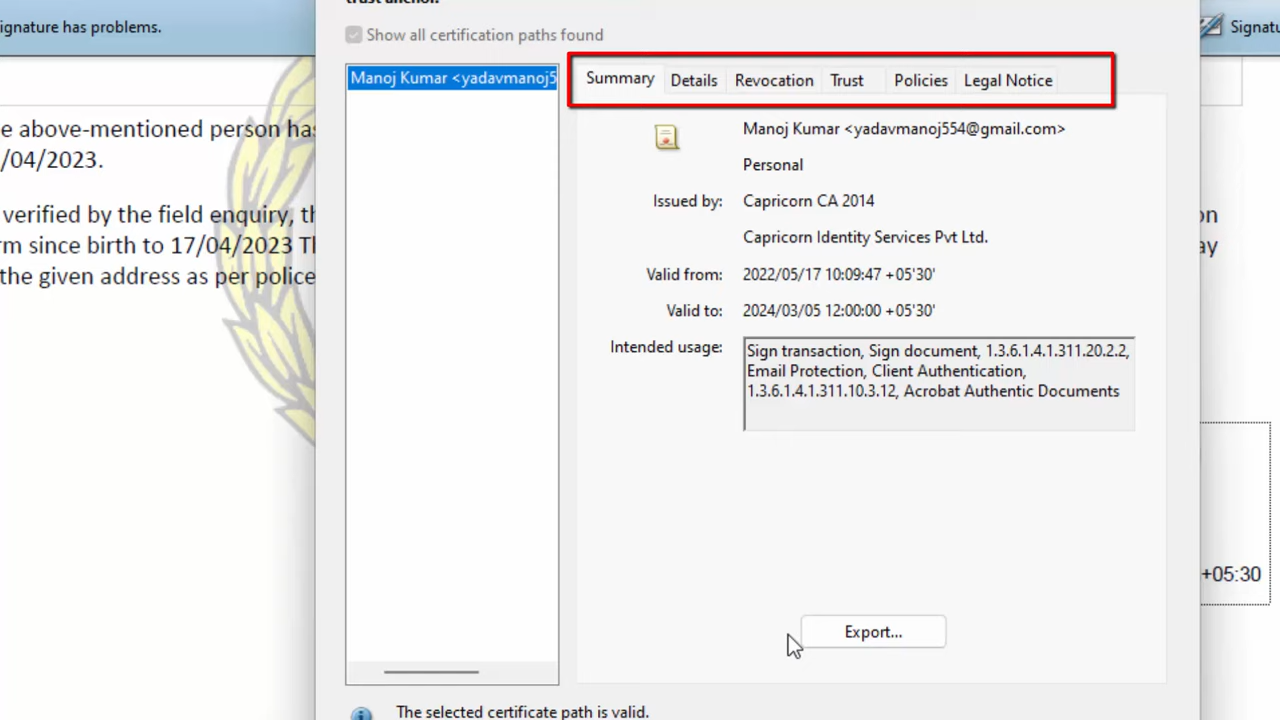 ignature has problems.
trust anchor.
Signatu
Show all certification paths found
Manoj Kumar <yadavmanoj5
Summary Details Revocation Trust Policies Legal Notice
Manoj Kumar <yadavmanoj554@gmail.com>
Personal
Issued by: Capricorn CA 2014
Capricorn Identity Services Pvt Ltd.
Valid from: 2022/05/17 10:09:47 +05'30'
Valid to: 2024/03/05 12:00:00 +05'30'
Intended usage: Sign transaction, Sign document, 1.3.6.1.4.1.311.20.2.2,
Email Protection, Client Authentication,
1.3.6.1.4.1.311.10.3.12, Acrobat Authentic Documents
Export...
The selected certificate path is valid.
e above-mentioned person has
/04/2023.
verified by the field enquiry, th
rm since birth to 17/04/2023 Th
the given address as per police
on
ay
+05:30